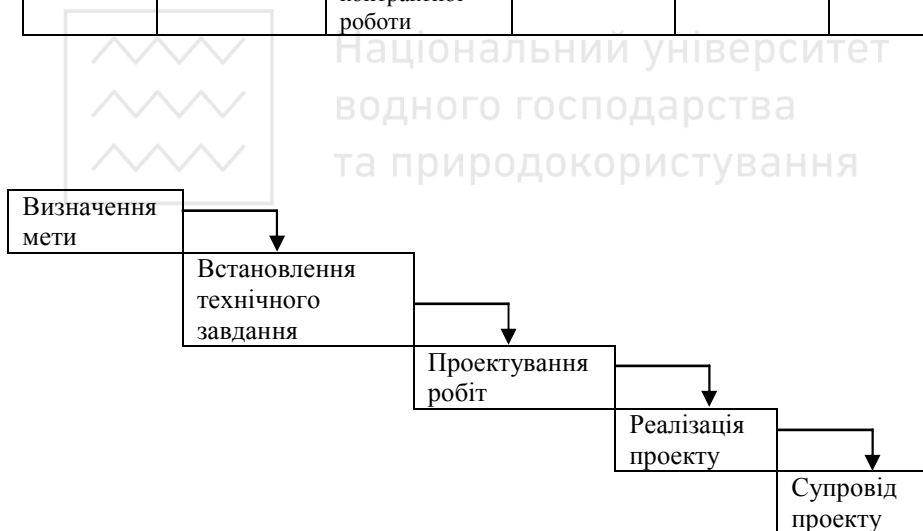 роботи
Національний університет
водного господарства
та природокористування
Визначення
мети
Встановлення
технічного
завдання
Проектування
робіт
Реалізація
проекту
Супровід
проекту